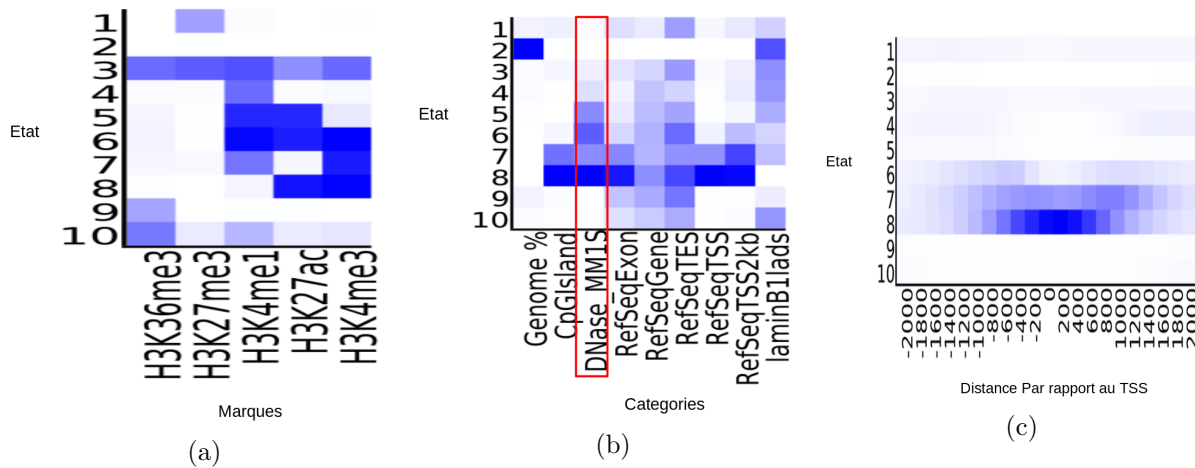 Etat
1
2
3
4
5
6
7
8
9
10
H3K36me3
H3K27me3
H3K4me1
H3K27ac
H3K4me3
Marques
(a)
Etat
1
2
3
4
5
6
7
8
9
10
Genome %
CpGIsland
DNase_MM1S
RefSeqExon
RefSeqGene
RefSeqTES
RefSeqTSS
RefSeqTSS2kb
laminB1lads
Categories
(b)
Etat
1
2
3
4
5
6
7
8
9
10
-2000
-1600
-1400
-1200
-1000
-800
-600
-400
-200
0
200
400
600
800
1000
1200
1400
1600
1800
2000
Distance Par rapport au TSS
(c)